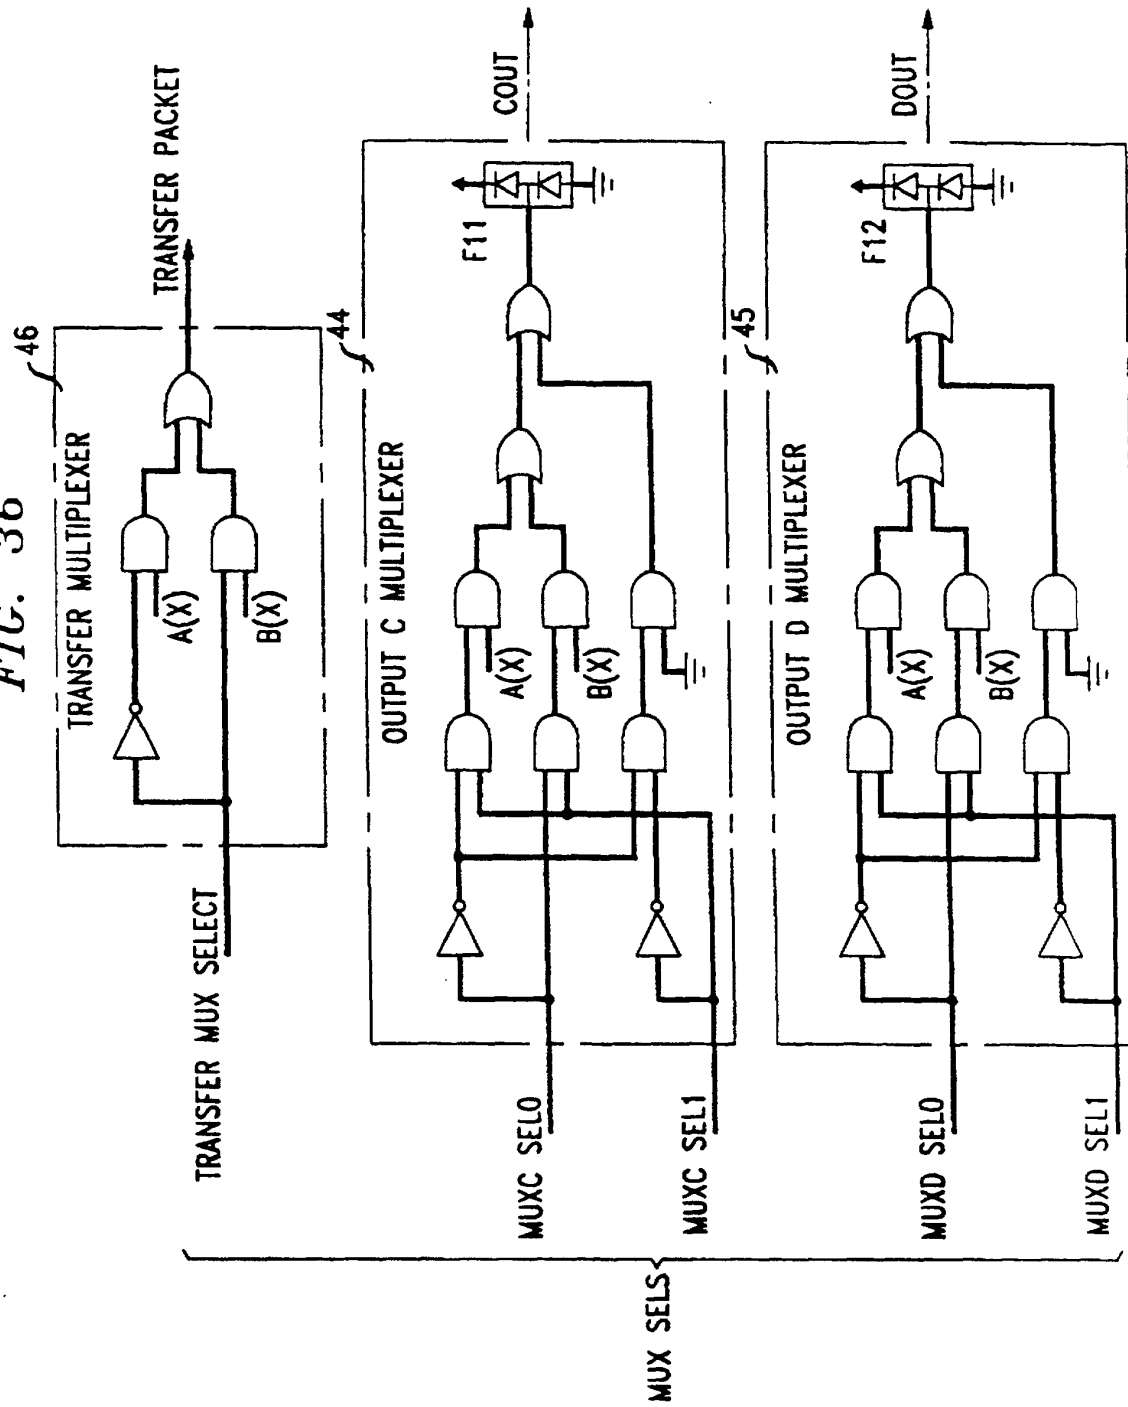 FIG. 36
46
TRANSFER MULTIPLEXER
TRANSFER MUX SELECT
A(X)
B(X)
TRANSFER PACKET
44
OUTPUT C MULTIPLEXER
MUXC SEL0
MUXC SEL1
A(X)
B(X)
F11
COUT
45
OUTPUT D MULTIPLEXER
MUXD SEL0
MUXD SEL1
A(X)
B(X)
F12
DOUT
MUX SELS